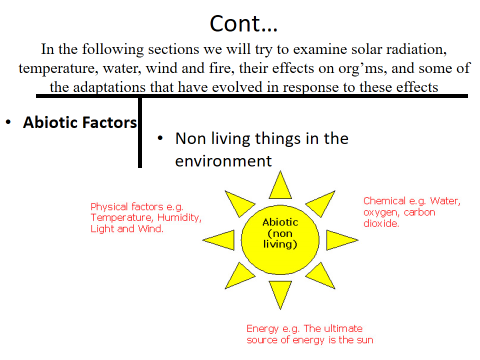 Cont…
In the following sections we will try to examine solar radiation,
temperature, water, wind and fire, their effects on org'ms, and some of
the adaptations that have evolved in response to these effects
• Abiotic Factors
• Non living things in the
environment
Physical factors e.g.
Temperature, Humidity,
Light and Wind.
Abiotic
(non
living)
Chemical e.g. Water,
oxygen, carbon
dioxide.
Energy e.g. The ultimate
source of energy is the sun